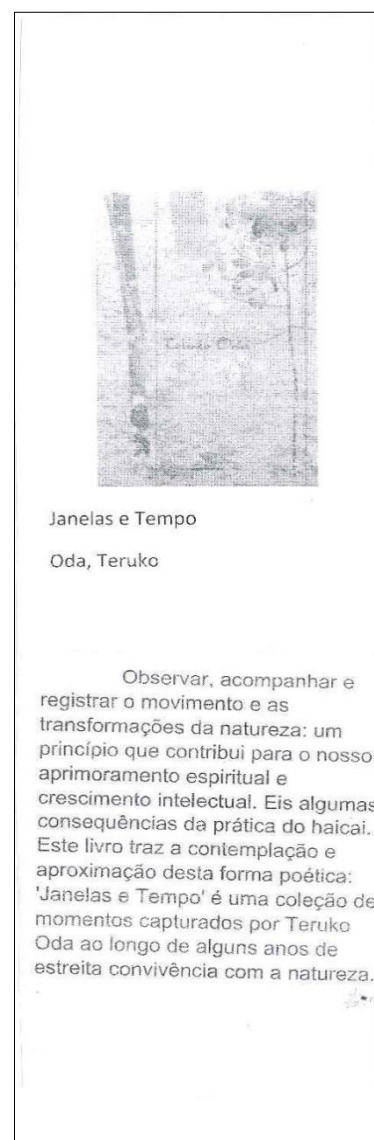 Teruko Oda
Janelas e Tempo
Oda, Teruko
Observar, acompanhar e
registrar o movimento e as
transformações da natureza: um
princípio que contribui para o nosso
aprimoramento espiritual e
crescimento intelectual. Eis algumas
consequências da prática do haicai.
Este livro traz a contemplação e
aproximação desta forma poética:
'Janelas e Tempo' é uma coleção de
momentos capturados por Teruko
Oda ao longo de alguns anos de
estreita convivência com a natureza.